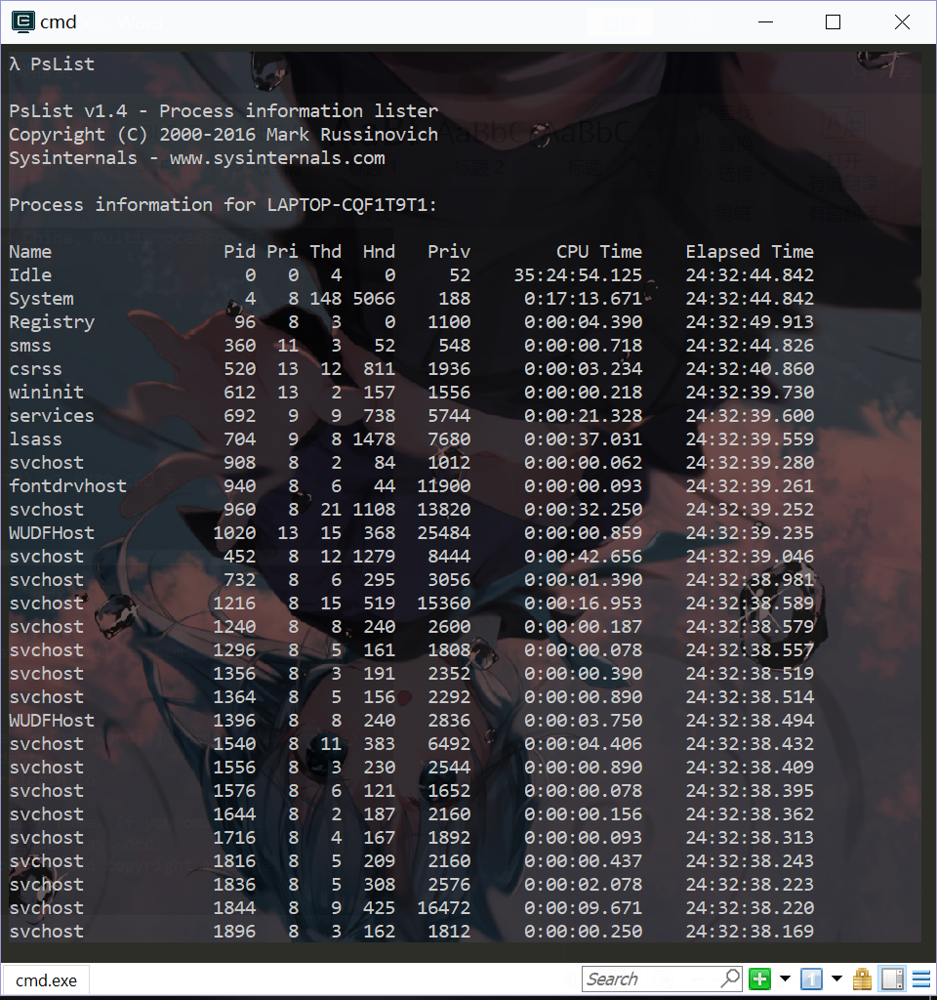 cmd
λ PsList
PsList v1.4 - Process information lister
Copyright (C) 2000-2016 Mark Russinovich
Sysinternals - www.sysinternals.com
Process information for LAPTOP-CQF1T9T1:
Name Pid Pri Thd Hnd Priv CPU Time Elapsed Time
Idle 0 0 4 0 52 35:24:54.125 24:32:44.842
System 4 8 148 5066 188 0:17:13.671 24:32:44.842
Registry 96 8 3 0 1100 0:00:04.390 24:32:49.913
smss 360 11 3 52 548 0:00:00.718 24:32:44.826
csrss 520 13 12 811 1936 0:00:03.234 24:32:40.860
wininit 612 13 2 157 1556 0:00:00.218 24:32:39.730
services 692 9 9 738 5744 0:00:21.328 24:32:39.600
lsass 704 9 8 1478 7680 0:00:37.031 24:32:39.559
svchost 908 8 2 84 1012 0:00:00.062 24:32:39.280
fontdrvhost 940 8 6 44 11900 0:00:00.093 24:32:39.261
svchost 960 8 21 1108 13820 0:00:32.250 24:32:39.252
WUDFHost 1020 13 15 368 25484 0:00:00.859 24:32:39.235
svchost 452 8 12 1279 8444 0:00:42.656 24:32:39.046
svchost 732 8 6 295 3056 0:00:01.390 24:32:38.981
svchost 1216 8 15 519 15360 0:00:16.953 24:32:38.589
svchost 1240 8 8 240 2600 0:00:00.187 24:32:38.579
svchost 1296 8 5 161 1808 0:00:00.078 24:32:38.557
svchost 1356 8 3 191 2352 0:00:00.390 24:32:38.519
svchost 1364 8 5 156 2292 0:00:00.890 24:32:38.514
WUDFHost 1396 8 8 240 2836 0:00:03.750 24:32:38.494
svchost 1540 8 11 383 6492 0:00:04.406 24:32:38.432
svchost 1556 8 3 230 2544 0:00:00.890 24:32:38.409
svchost 1576 8 6 121 1652 0:00:00.078 24:32:38.395
svchost 1644 8 2 187 2160 0:00:00.156 24:32:38.362
svchost 1716 8 4 167 1892 0:00:00.093 24:32:38.313
svchost 1816 8 5 209 2160 0:00:00.437 24:32:38.243
svchost 1836 8 5 308 2576 0:00:02.078 24:32:38.223
svchost 1844 8 9 425 16472 0:00:09.671 24:32:38.220
svchost 1896 8 3 162 1812 0:00:00.250 24:32:38.169
cmd.exe Search 1